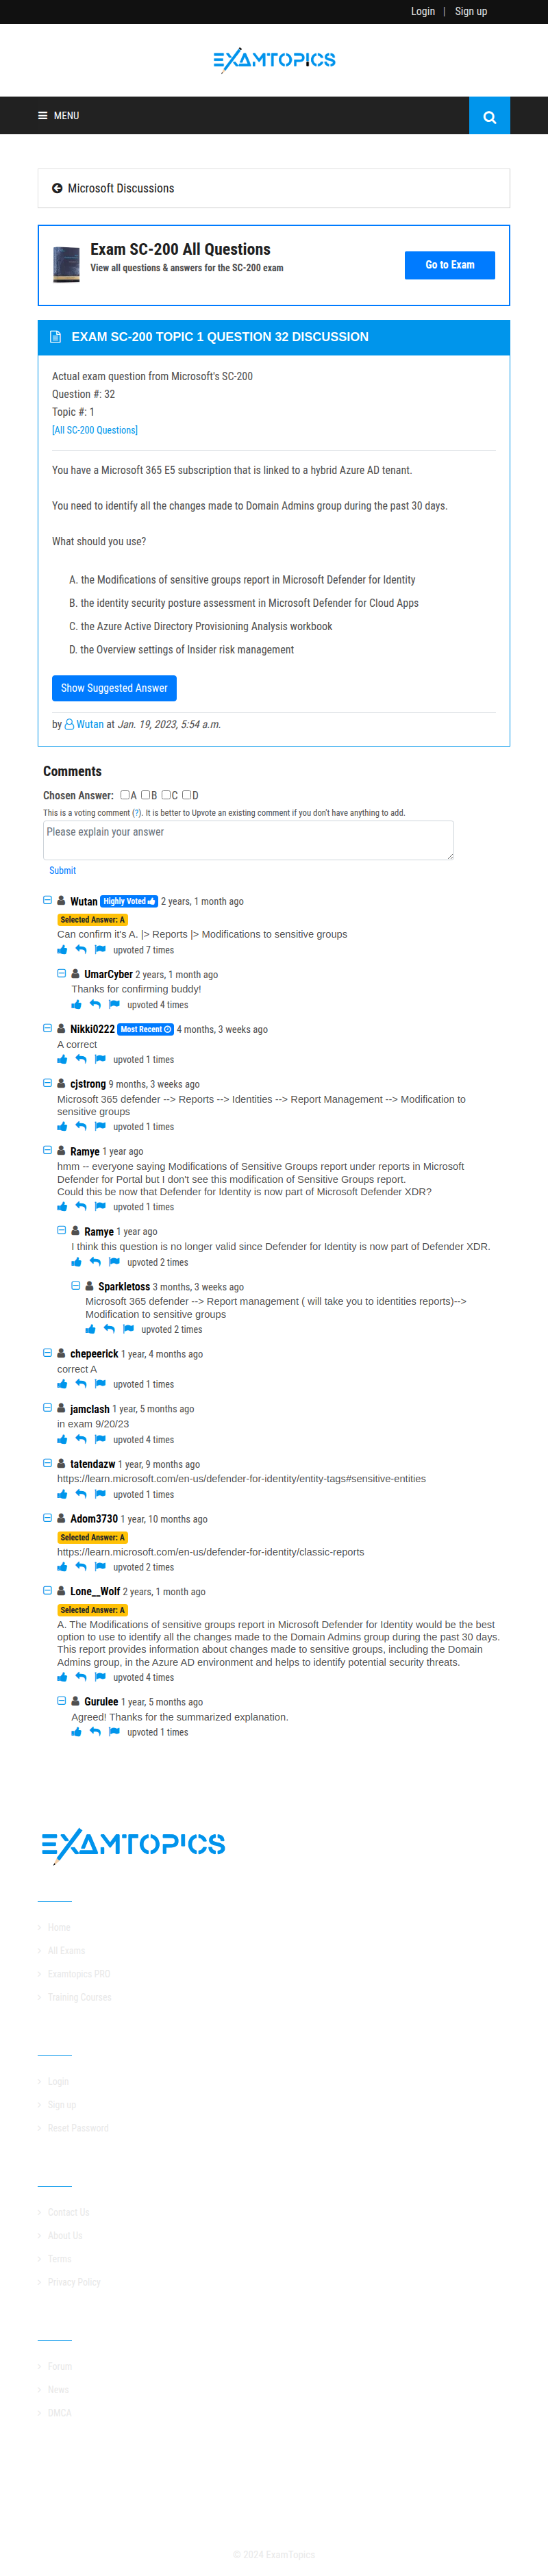 Login | Sign up
EXAMTOPICS
MENU
Microsoft Discussions
Exam SC-200 All Questions
View all questions & answers for the SC-200 exam
Go to Exam
EXAM SC-200 TOPIC 1 QUESTION 32 DISCUSSION
Actual exam question from Microsoft's SC-200
Question #: 32
Topic #: 1
[All SC-200 Questions]
You have a Microsoft 365 E5 subscription that is linked to a hybrid Azure AD tenant.
You need to identify all the changes made to Domain Admins group during the past 30 days.
What should you use?
A. the Modifications of sensitive groups report in Microsoft Defender for Identity
B. the identity security posture assessment in Microsoft Defender for Cloud Apps
C. the Azure Active Directory Provisioning Analysis workbook
D. the Overview settings of Insider risk management
Show Suggested Answer
by Wutan at Jan. 19, 2023, 5:54 a.m.
Comments
Chosen Answer: A B C D
This is a voting comment (?). It is better to Upvote an existing comment if you don't have anything to add.
Please explain your answer
Submit
Wutan Highly Voted 2 years, 1 month ago
Selected Answer: A
Can confirm it's A. |> Reports |> Modifications to sensitive groups
upvoted 7 times
UmarCyber 2 years, 1 month ago
Thanks for confirming buddy!
upvoted 4 times
Nikki0222 Most Recent 4 months, 3 weeks ago
A correct
upvoted 1 times
cjstrong 9 months, 3 weeks ago
Microsoft 365 defender --> Reports --> Identities --> Report Management --> Modification to
sensitive groups
upvoted 1 times
Ramye 1 year ago
hmm -- everyone saying Modifications of Sensitive Groups report under reports in Microsoft
Defender for Portal but I don't see this modification of Sensitive Groups report.
Could this be now that Defender for Identity is now part of Microsoft Defender XDR?
upvoted 1 times
Ramye 1 year ago
I think this question is no longer valid since Defender for Identity is now part of Defender XDR.
upvoted 2 times
Sparkletoss 3 months, 3 weeks ago
Microsoft 365 defender --> Report management ( will take you to identities reports)-->
Modification to sensitive groups
upvoted 2 times
chepeerick 1 year, 4 months ago
correct A
upvoted 1 times
jamclash 1 year, 5 months ago
in exam 9/20/23
upvoted 4 times
tatendazw 1 year, 9 months ago
https://learn.microsoft.com/en-us/defender-for-identity/entity-tags#sensitive-entities
upvoted 1 times
Adom3730 1 year, 10 months ago
Selected Answer: A
https://learn.microsoft.com/en-us/defender-for-identity/classic-reports
upvoted 2 times
Lone__Wolf 2 years, 1 month ago
Selected Answer: A
A. The Modifications of sensitive groups report in Microsoft Defender for Identity would be the best
option to use to identify all the changes made to the Domain Admins group during the past 30 days.
This report provides information about changes made to sensitive groups, including the Domain
Admins group, in the Azure AD environment and helps to identify potential security threats.
upvoted 4 times
Gurulee 1 year, 5 months ago
Agreed! Thanks for the summarized explanation.
upvoted 1 times
EXAMTOPICS
Home
All Exams
Examtopics PRO
Training Courses
Login
Sign up
Reset Password
Contact Us
About Us
Terms
Privacy Policy
Forum
News
DMCA
© 2024 ExamTopics